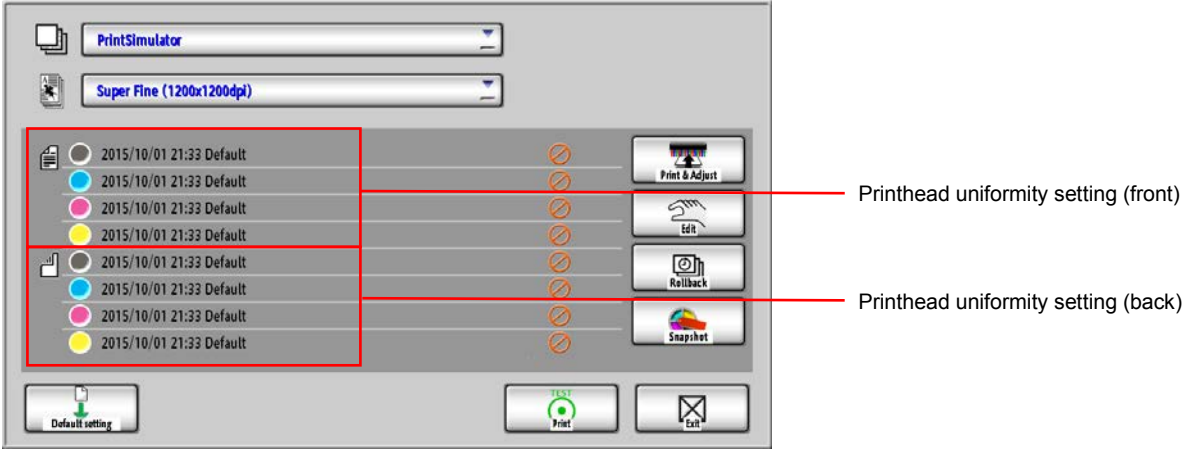 PrintSimulator
Super Fine (1200x1200dpi)
2015/10/01 21:33 Default
2015/10/01 21:33 Default
2015/10/01 21:33 Default
2015/10/01 21:33 Default
2015/10/01 21:33 Default
2015/10/01 21:33 Default
2015/10/01 21:33 Default
2015/10/01 21:33 Default
Print & Adjust
Edit
Rollback
Snapshot
Printhead uniformity setting (front)
Printhead uniformity setting (back)
Default setting
TEST
Print
Exit